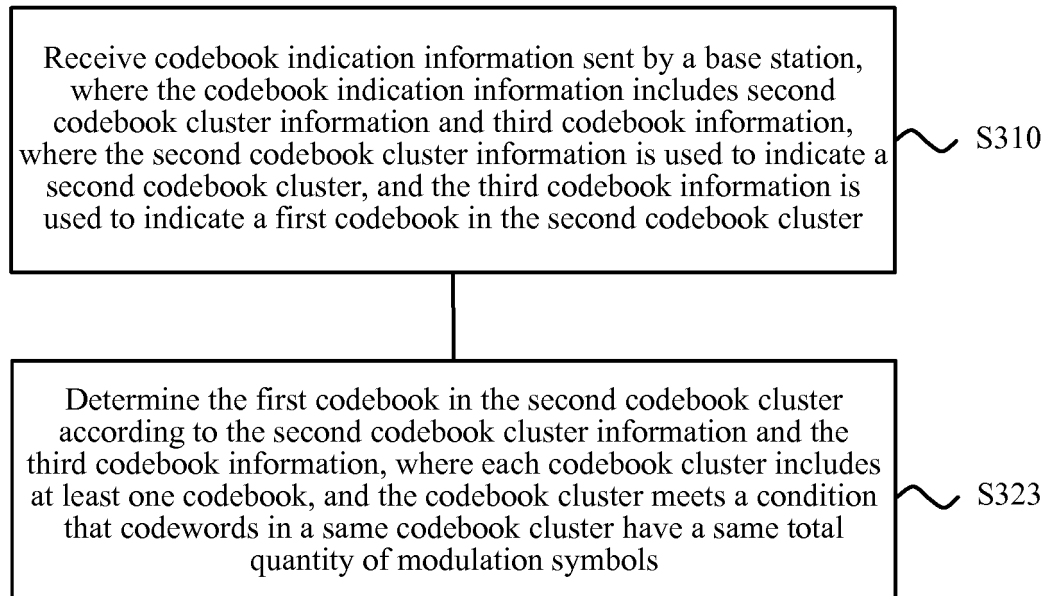 Receive codebook indication information sent by a base station,
where the codebook indication information includes second
codebook cluster information and third codebook information,
where the second codebook cluster information is used to indicate a
second codebook cluster, and the third codebook information is
used to indicate a first codebook in the second codebook cluster
S310
Determine the first codebook in the second codebook cluster
according to the second codebook cluster information and the
third codebook information, where each codebook cluster includes
at least one codebook, and the codebook cluster meets a condition
that codewords in a same codebook cluster have a same total
quantity of modulation symbols
S323